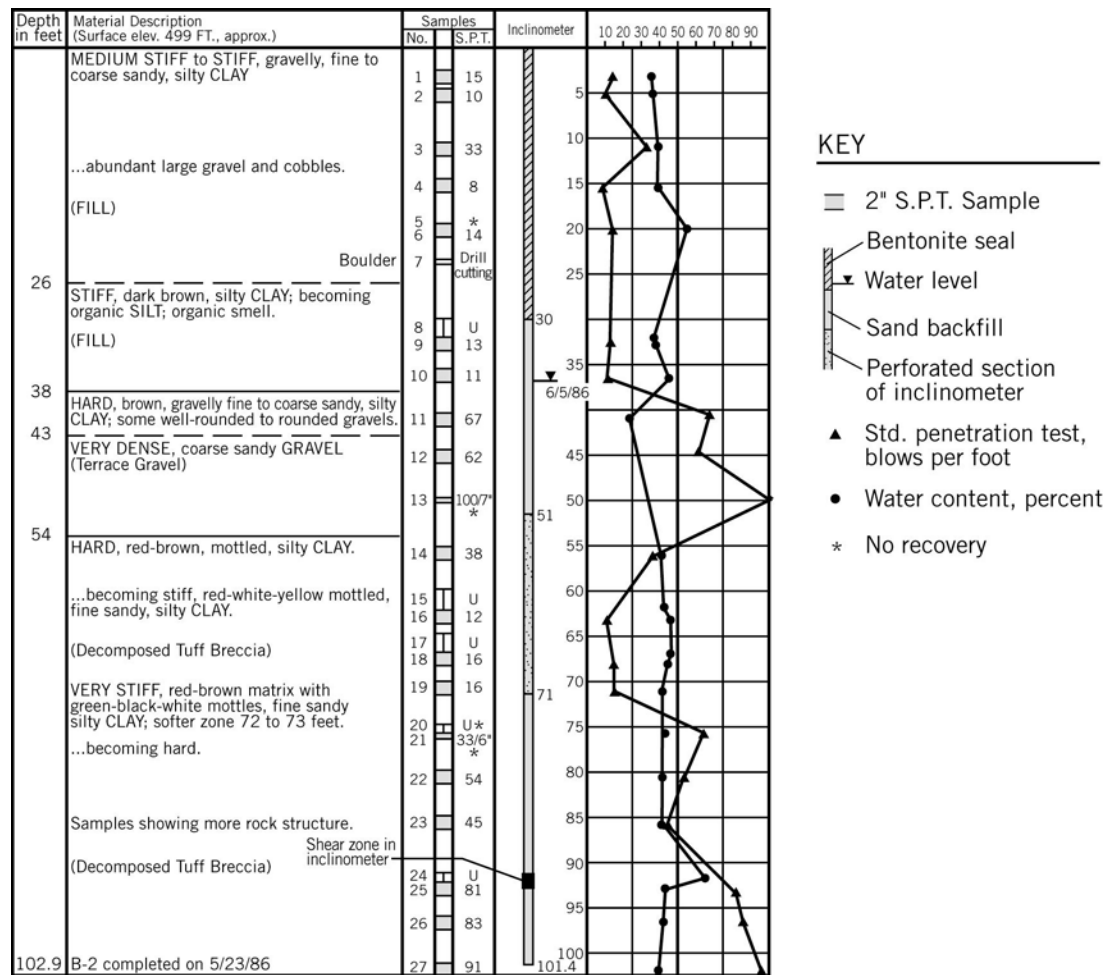 Depth in feet
Material Description
(Surface elev. 499 FT., approx.)
Samples
No. S.P.T.
Inclinometer
10 20 30 40 50 60 70 80 90
MEDIUM STIFF to STIFF, gravelly, fine to
coarse sandy, silty CLAY
1 15
2 10
5
10
3 33
...abundant large gravel and cobbles.
4 8
15
(FILL)
5 *
6 14
20
Boulder 7 Drill cutting
25
26
STIFF, dark brown, silty CLAY; becoming
organic SILT; organic smell.
8 U
30
(FILL)
9 13
35
10 11
6/5/86
38
HARD, brown, gravelly fine to coarse sandy, silty
CLAY; some well-rounded to rounded gravels.
11 67
43
VERY DENSE, coarse sandy GRAVEL
(Terrace Gravel)
12 62
45
13 100/7"
*
50
51
54
HARD, red-brown, mottled, silty CLAY.
14 38
55
...becoming stiff, red-white-yellow mottled,
fine sandy, silty CLAY.
15 U
60
16 12
(Decomposed Tuff Breccia)
17 U
65
18 16
VERY STIFF, red-brown matrix with
green-black-white mottles, fine sandy
silty CLAY; softer zone 72 to 73 feet.
19 16
71
70
20 U*
21 33/6"
*
75
...becoming hard.
22 54
80
Samples showing more rock structure.
23 45
85
Shear zone in
inclinometer
(Decomposed Tuff Breccia)
24 U
90
25 81
95
26 83
100
102.9 B-2 completed on 5/23/86
27 91
101.4
KEY
2" S.P.T. Sample
Bentonite seal
Water level
Sand backfill
Perforated section
of inclinometer
Std. penetration test,
blows per foot
Water content, percent
* No recovery